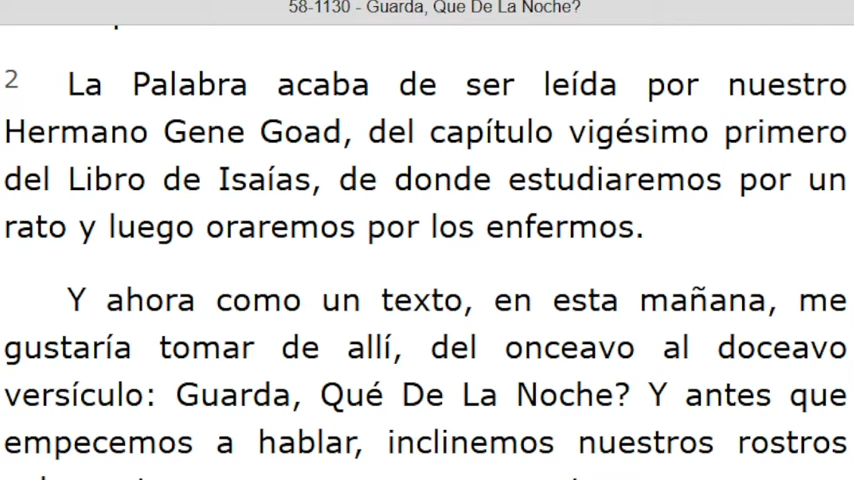 58-1130 - Guarda, Que De La Noche?
2 La Palabra acaba de ser leída por nuestro
Hermano Gene Goad, del capítulo vigésimo primero
del Libro de Isaías, de donde estudiaremos por un
rato y luego oraremos por los enfermos.
Y ahora como un texto, en esta mañana, me
gustaría tomar de allí, del onceavo al doceavo
versículo: Guarda, Qué De La Noche? Y antes que
empecemos a hablar, inclinemos nuestros rostros